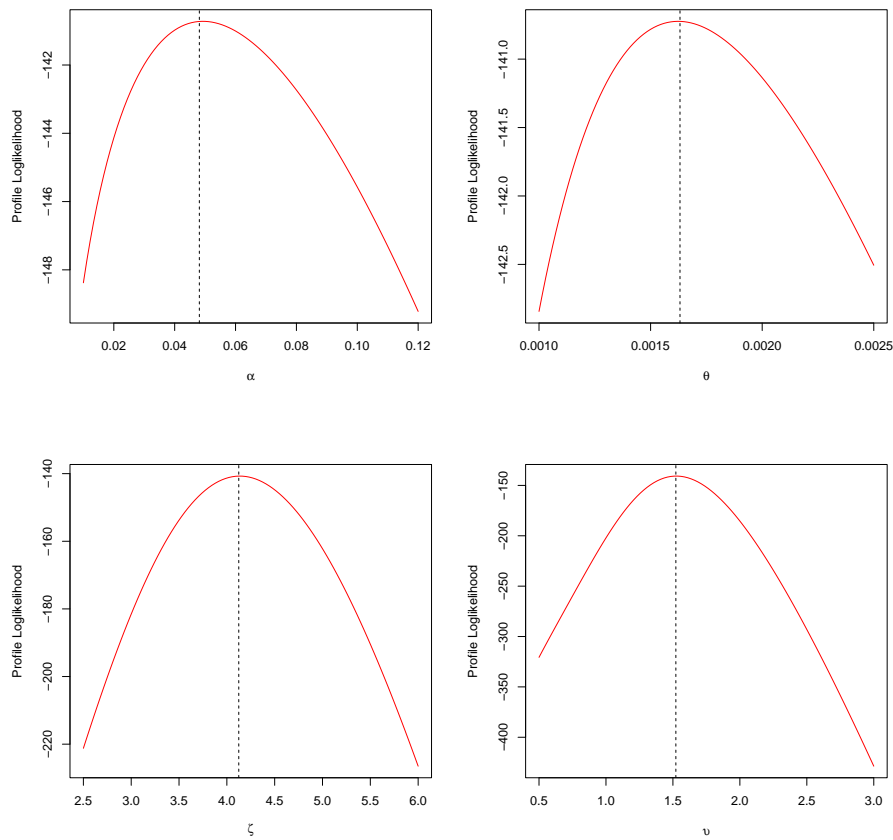 Profile Loglikelihood
−142
−144
−146
−148
0.02 0.04 0.06 0.08 0.10 0.12
α
Profile Loglikelihood
−141.0
−141.5
−142.0
−142.5
0.0010 0.0015 0.0020 0.0025
θ
Profile Loglikelihood
−140
−160
−180
−200
−220
2.5 3.0 3.5 4.0 4.5 5.0 5.5 6.0
ζ
Profile Loglikelihood
−150
−200
−250
−300
−350
−400
0.5 1.0 1.5 2.0 2.5 3.0
υ